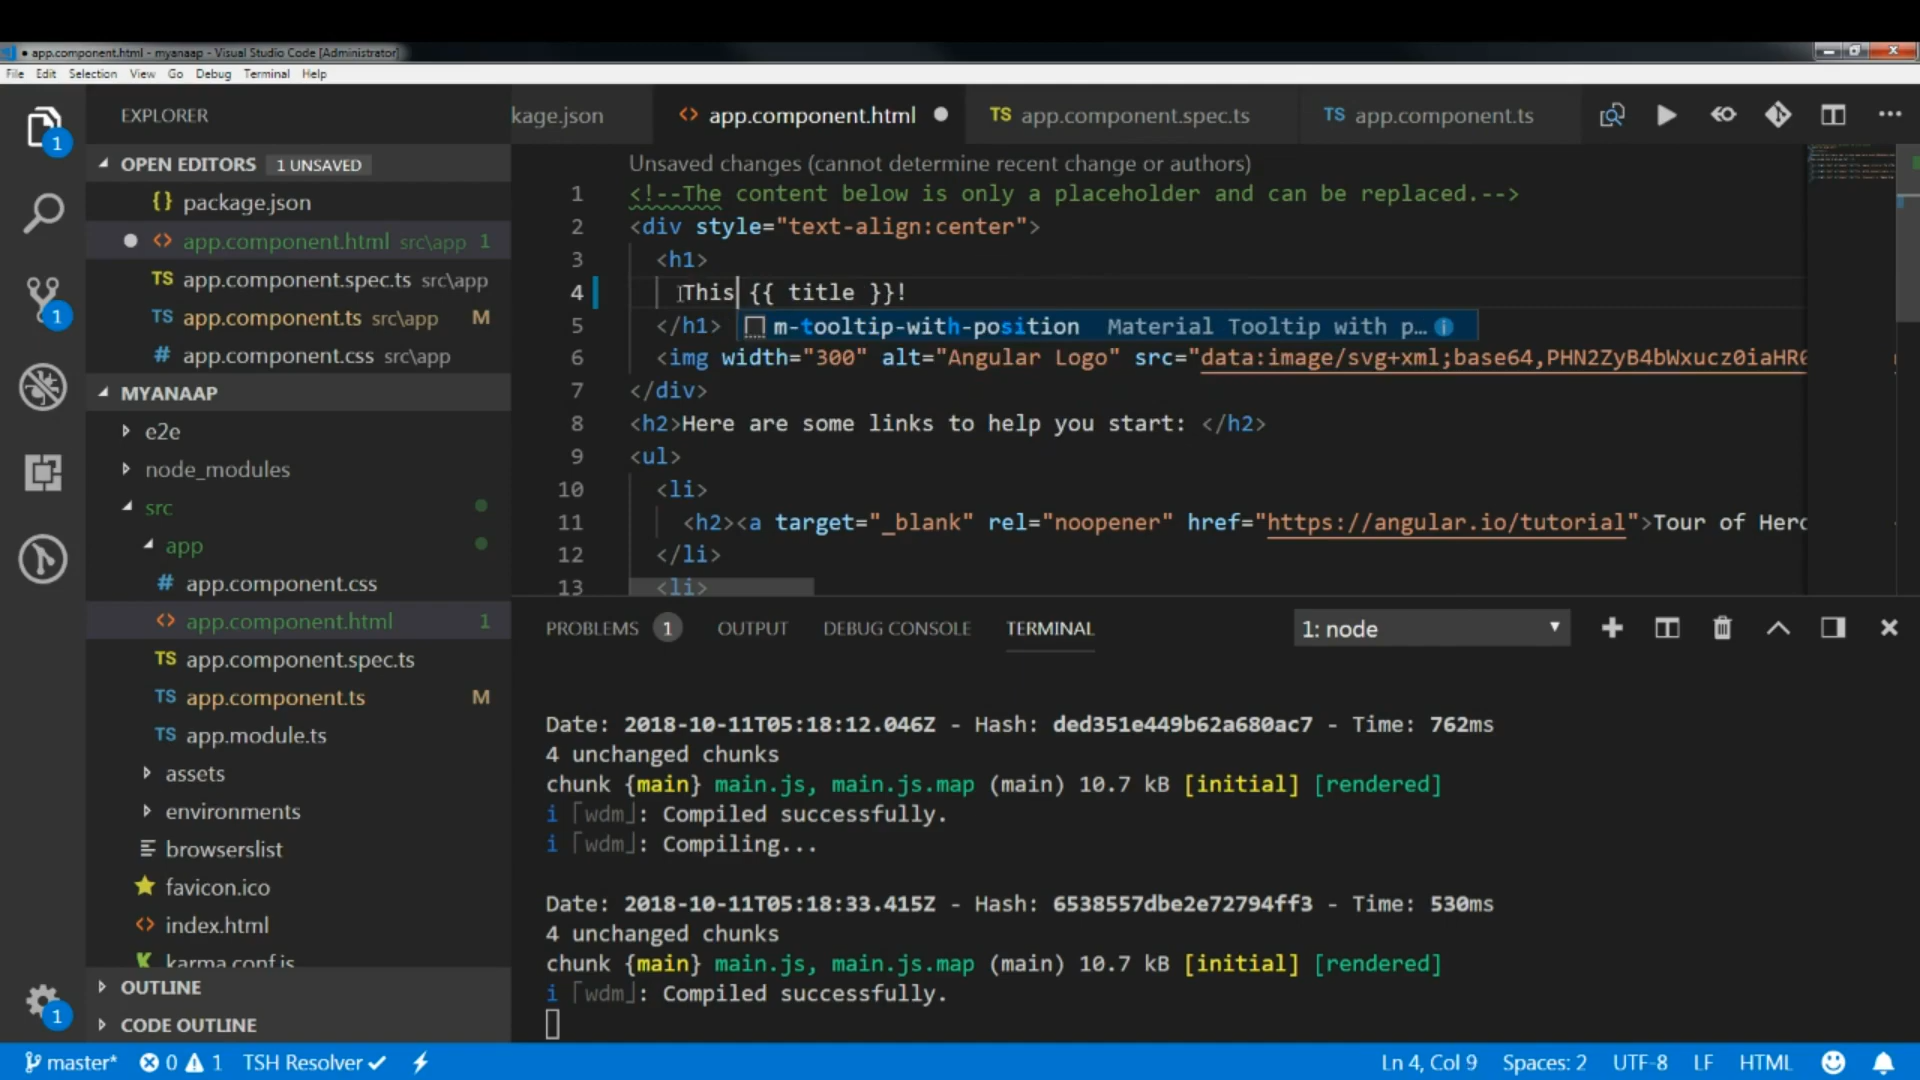 app.component.html - myanaap - Visual Studio Code [Administrator]
File Edit Selection View Go Debug Terminal Help
EXPLORER
OPEN EDITORS 1 UNSAVED
{} package.json
<> app.component.html src\app 1
TS app.component.spec.ts src\app
TS app.component.ts src\app M
# app.component.css src\app
MYANAAP
e2e
node_modules
src
app
# app.component.css
<> app.component.html 1
TS app.component.spec.ts
TS app.component.ts M
TS app.module.ts
assets
environments
browserslist
favicon.ico
<> index.html
karma.conf.js
OUTLINE
CODE OUTLINE
1
1
1
kage.json <> app.component.html TS app.component.spec.ts TS app.component.ts
Unsaved changes (cannot determine recent change or authors)
1 <!--The content below is only a placeholder and can be replaced.-->
2 <div style="text-align:center">
3 <h1>
4 This {{ title }}!
5 </h1> m-tooltip-with-position Material Tooltip with p…
6 <img width="300" alt="Angular Logo" src="data:image/svg+xml;base64,PHN2ZyB4bWxucz0iaHR0
7 </div>
8 <h2>Here are some links to help you start: </h2>
9 <ul>
10 <li>
11 <h2><a target="_blank" rel="noopener" href="https://angular.io/tutorial">Tour of Hero
12 </li>
13 <li>
PROBLEMS 1 OUTPUT DEBUG CONSOLE TERMINAL 1: node
Date: 2018-10-11T05:18:12.046Z - Hash: ded351e449b62a680ac7 - Time: 762ms
4 unchanged chunks
chunk {main} main.js, main.js.map (main) 10.7 kB [initial] [rendered]
i ｢wdm｣: Compiled successfully.
i ｢wdm｣: Compiling...
Date: 2018-10-11T05:18:33.415Z - Hash: 6538557dbe2e72794ff3 - Time: 530ms
4 unchanged chunks
chunk {main} main.js, main.js.map (main) 10.7 kB [initial] [rendered]
i ｢wdm｣: Compiled successfully.
master* 0 1 TSH Resolver Ln 4, Col 9 Spaces: 2 UTF-8 LF HTML